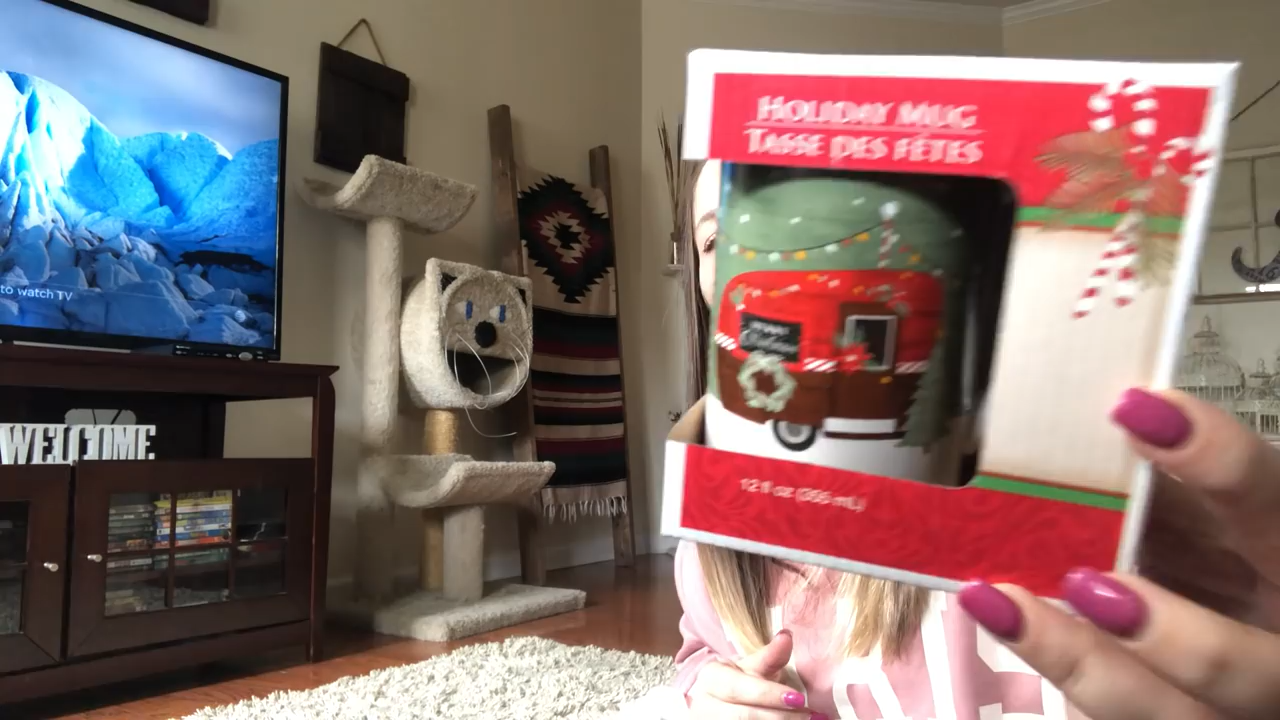 to watch TV
WELCOME
HOLIDAY MUG
TASSE DES FÊTES
12 fl oz (355 mL)